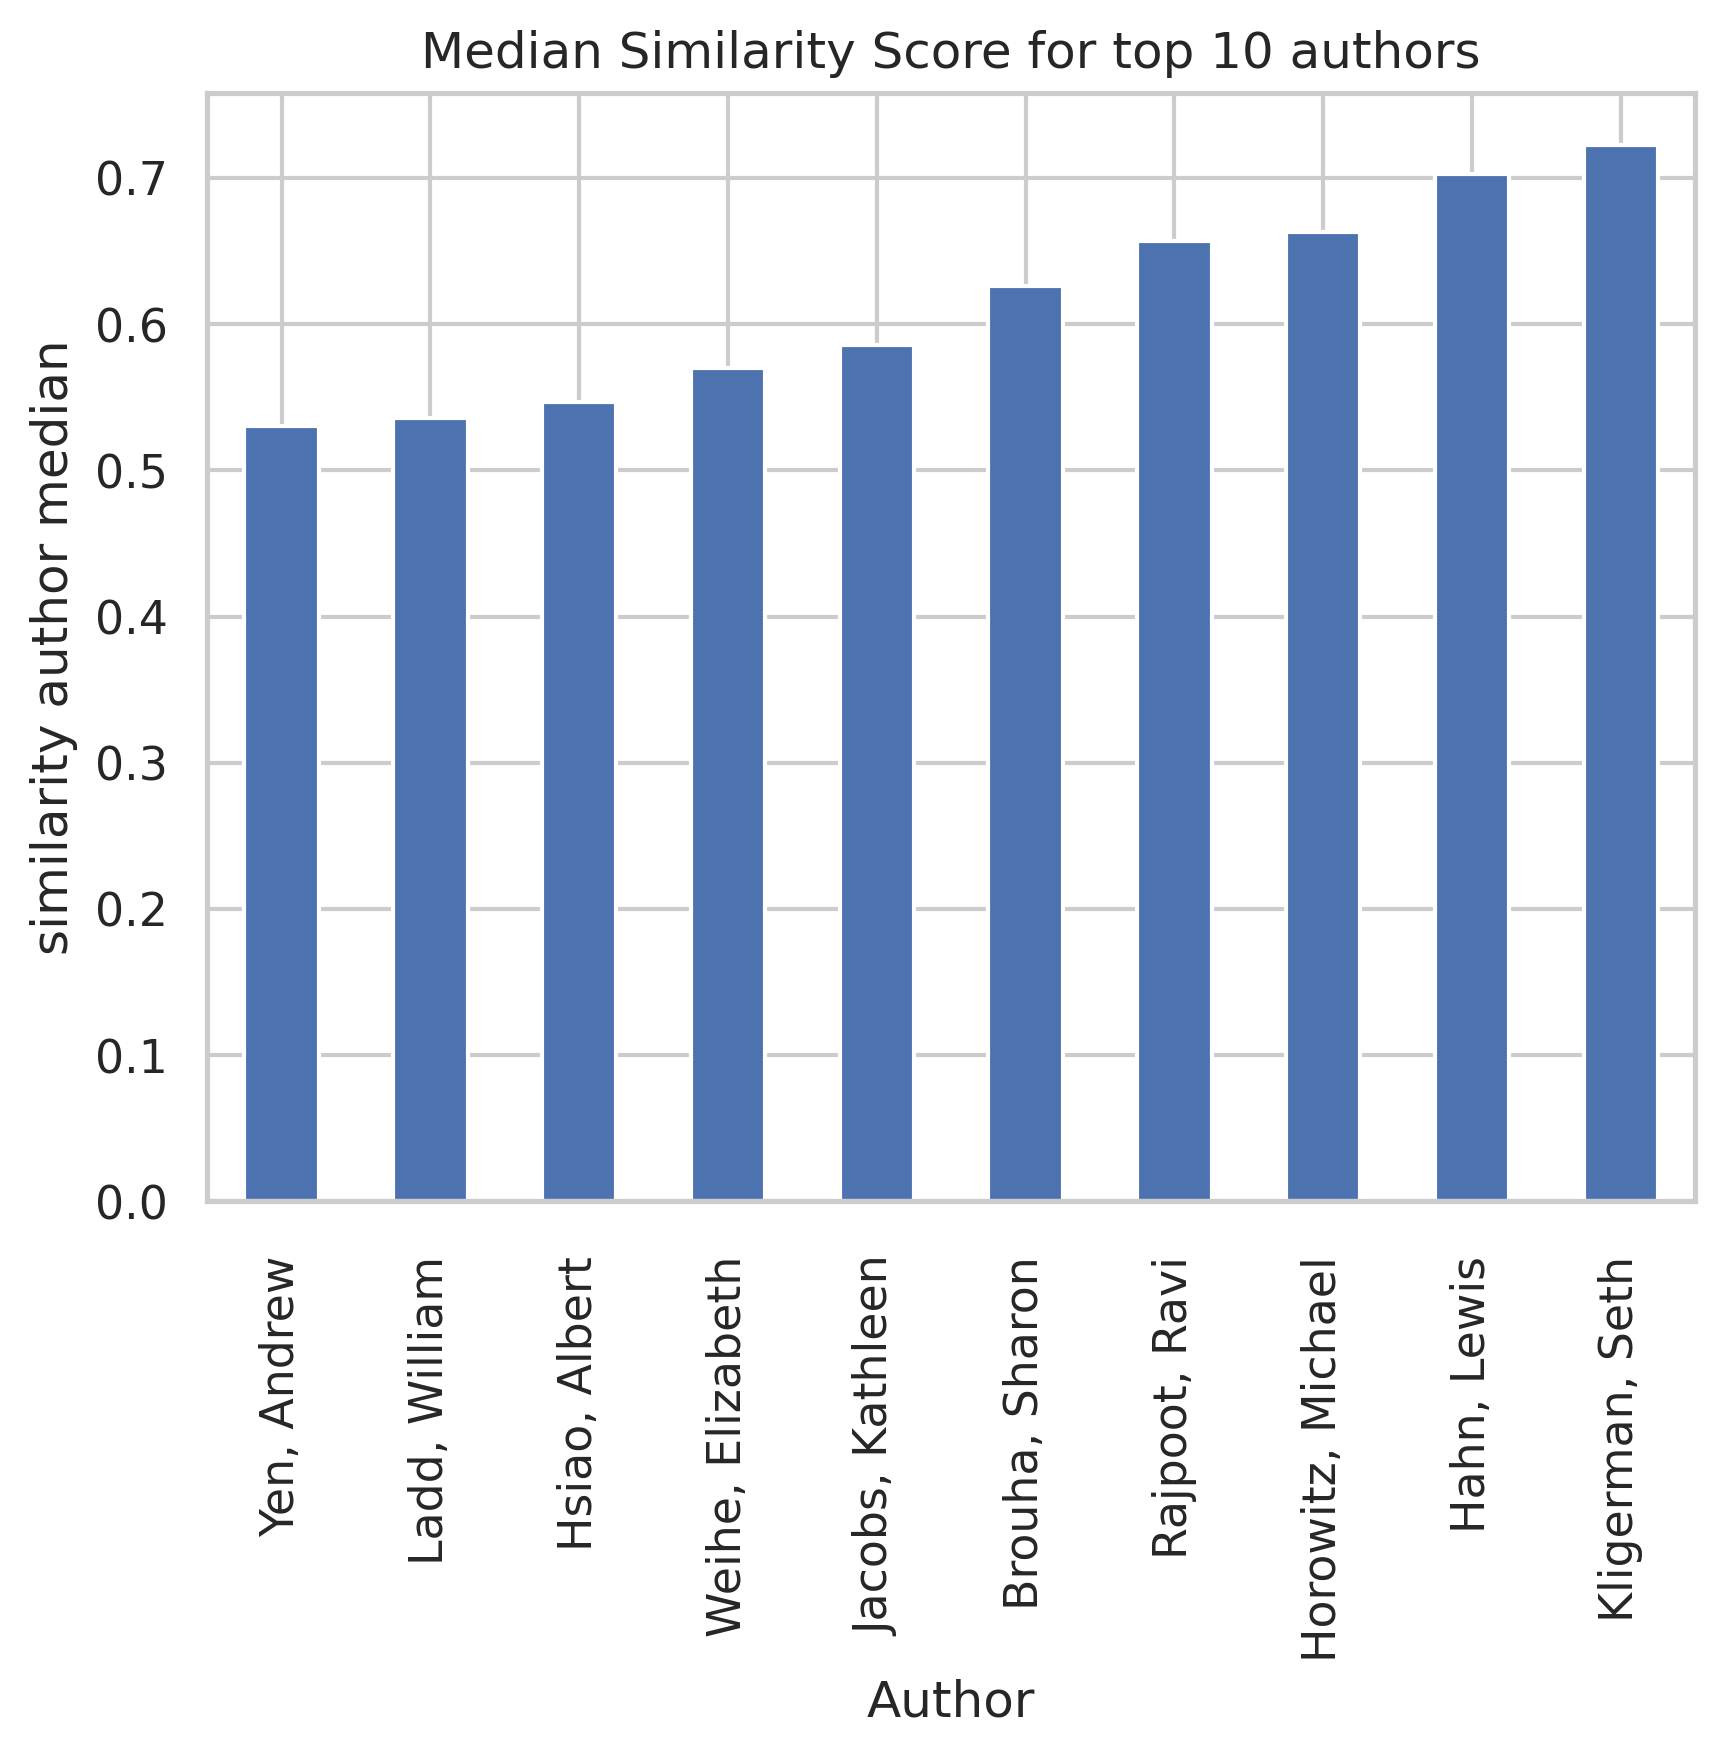 Median Similarity Score for top 10 authors
similarity author median
0.7
0.6
0.5
0.4
0.3
0.2
0.1
0.0
Yen, Andrew
Ladd, William
Hsiao, Albert
Weihe, Elizabeth
Jacobs, Kathleen
Brouha, Sharon
Rajpoot, Ravi
Horowitz, Michael
Hahn, Lewis
Kligerman, Seth
Author